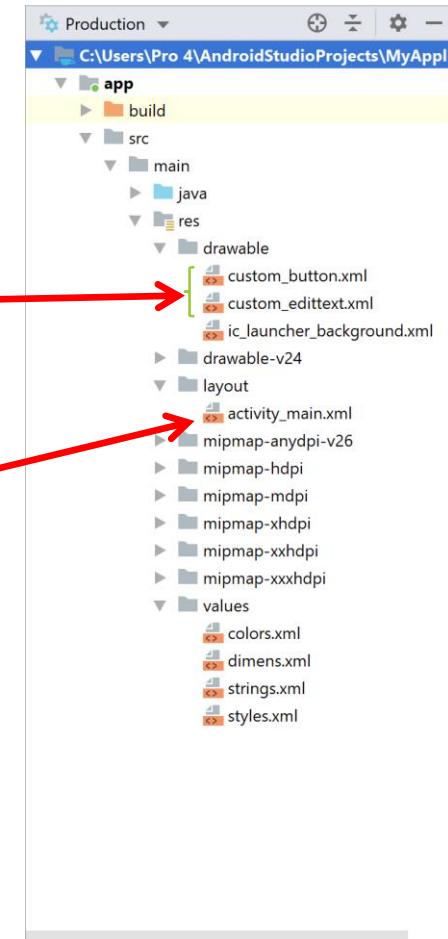 Production
C:\Users\Pro 4\AndroidStudioProjects\MyAppl
app
build
src
main
java
res
drawable
custom_button.xml
custom_edittext.xml
ic_launcher_background.xml
drawable-v24
layout
activity_main.xml
mipmap-anydpi-v26
mipmap-hdpi
mipmap-mdpi
mipmap-xhdpi
mipmap-xxhdpi
mipmap-xxxhdpi
values
colors.xml
dimens.xml
strings.xml
styles.xml